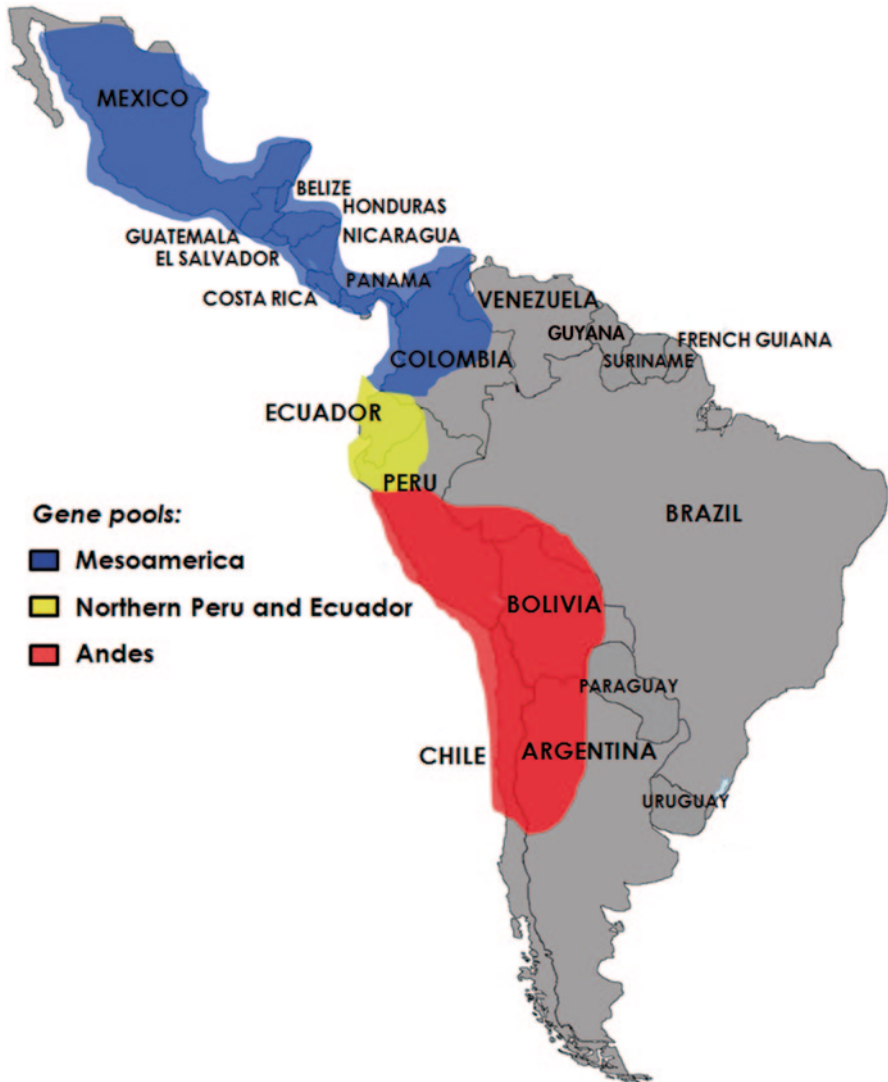 MEXICO
BELIZE
HONDURAS
GUATEMALA
NICARAGUA
EL SALVADOR
PANAMA
COSTA RICA
VENEZUELA
GUYANA
FRENCH GUIANA
COLOMBIA
SURINAME
ECUADOR
PERU
BRAZIL
Gene pools:
Mesoamerica
Northern Peru and Ecuador
Andes
BOLIVIA
PARAGUAY
CHILE
ARGENTINA
URUGUAY